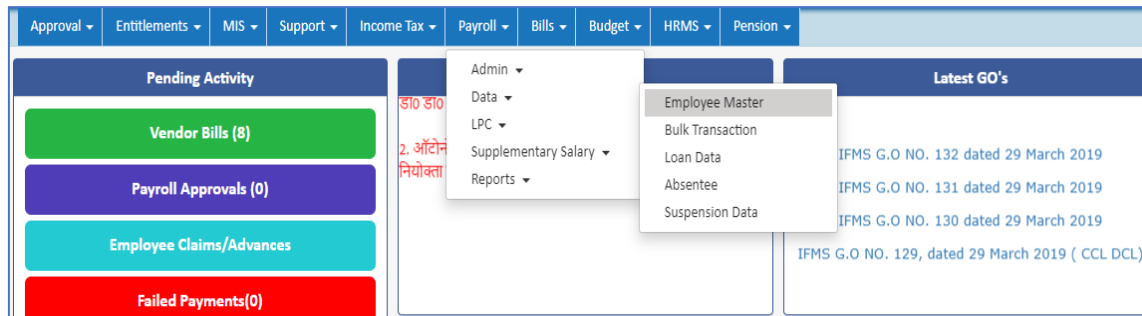 Approval Entitlements MIS Support Income Tax Payroll Bills Budget HRMS Pension
Pending Activity
Vendor Bills (8)
Payroll Approvals (0)
Employee Claims/Advances
Failed Payments(0)
Admin
Data
LPC
Supplementary Salary
Reports
Employee Master
Bulk Transaction
Loan Data
Absentee
Suspension Data
डा0 डा0
2. ऑटोने
नियोक्ता
Latest GO's
IFMS G.O NO. 132 dated 29 March 2019
IFMS G.O NO. 131 dated 29 March 2019
IFMS G.O NO. 130 dated 29 March 2019
IFMS G.O NO. 129, dated 29 March 2019 ( CCL DCL)